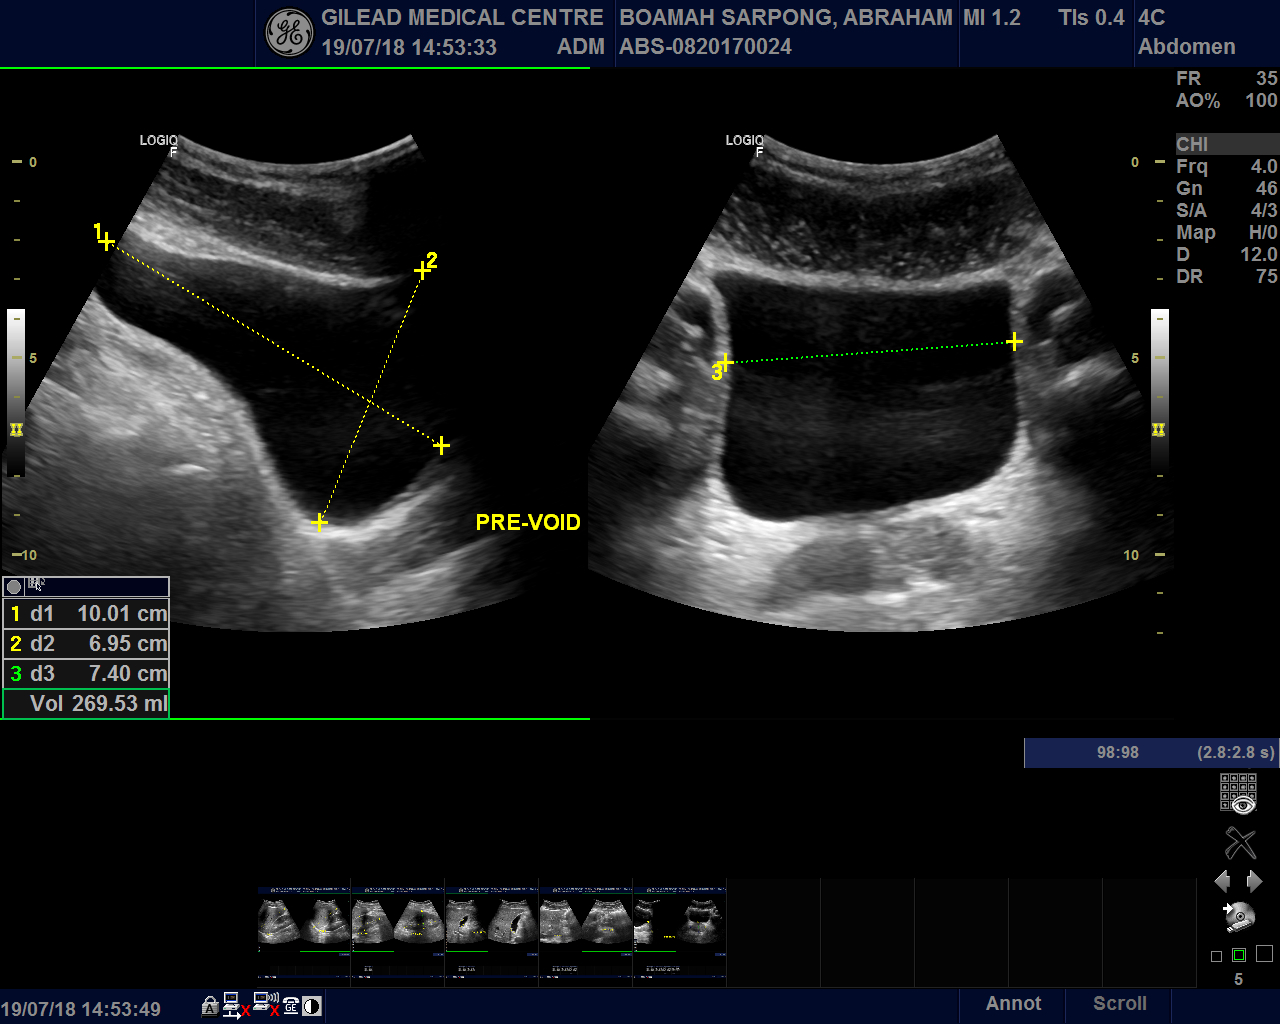 GILEAD MEDICAL CENTRE
19/07/18 14:53:33 ADM
BOAMAH SARPONG, ABRAHAM
ABS-0820170024
MI 1.2 TIs 0.4
4C
Abdomen
FR 35
AO% 100
CHI
Frq 4.0
Gn 46
S/A 4/3
Map H/0
D 12.0
DR 75
LOGIQ
F
LOGIQ
F
0
5
10
0
5
10
1
2
3
PRE-VOID
1 d1 10.01 cm
2 d2 6.95 cm
3 d3 7.40 cm
Vol 269.53 ml
98:98 (2.8:2.8 s)
5
19/07/18 14:53:49
A
GE
Annot
Scroll